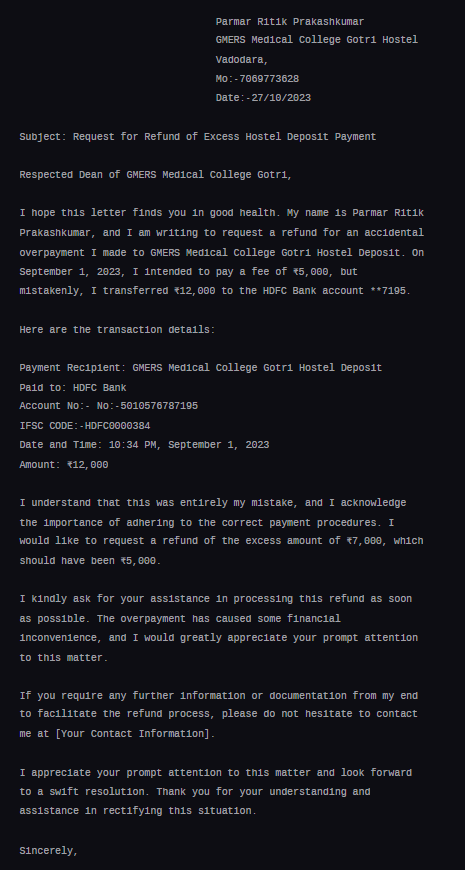 Parmar Ritik Prakashkumar
GMERS Medical College Gotri Hostel
Vadodara,
Mo:-7069773628
Date:-27/10/2023
Subject: Request for Refund of Excess Hostel Deposit Payment
Respected Dean of GMERS Medical College Gotri,
I hope this letter finds you in good health. My name is Parmar Ritik
Prakashkumar, and I am writing to request a refund for an accidental
overpayment I made to GMERS Medical College Gotri Hostel Deposit. On
September 1, 2023, I intended to pay a fee of ₹5,000, but
mistakenly, I transferred ₹12,000 to the HDFC Bank account **7195.
Here are the transaction details:
Payment Recipient: GMERS Medical College Gotri Hostel Deposit
Paid to: HDFC Bank
Account No:- No:-5010576787195
IFSC CODE:-HDFC0000384
Date and Time: 10:34 PM, September 1, 2023
Amount: ₹12,000
I understand that this was entirely my mistake, and I acknowledge
the importance of adhering to the correct payment procedures. I
would like to request a refund of the excess amount of ₹7,000, which
should have been ₹5,000.
I kindly ask for your assistance in processing this refund as soon
as possible. The overpayment has caused some financial
inconvenience, and I would greatly appreciate your prompt attention
to this matter.
If you require any further information or documentation from my end
to facilitate the refund process, please do not hesitate to contact
me at [Your Contact Information].
I appreciate your prompt attention to this matter and look forward
to a swift resolution. Thank you for your understanding and
assistance in rectifying this situation.
Sincerely,